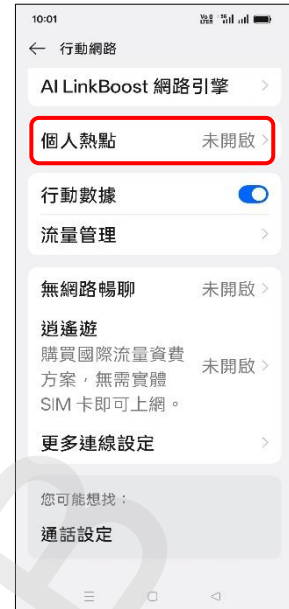 10:01
行動網路
AI LinkBoost 網路引擎
個人熱點 未開啟
行動數據
流量管理
無網路暢聊 未開啟
逍遙遊
購買國際流量資費
方案，無需實體 未開啟
SIM 卡即可上網。
更多連線設定
您可能想找：
通話設定